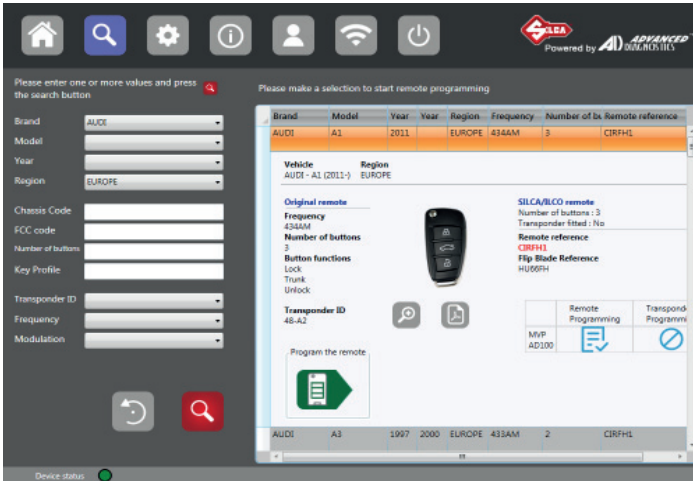 SILCA
Powered by AD ADVANCED DIAGNOSTICS
Please enter one or more values and press
the search button
Brand AUDI
Model
Year
Region EUROPE
Chassis Code
FCC code
Number of buttons
Key Profile
Transponder ID
Frequency
Modulation
Please make a selection to start remote programming
Brand Model Year Year Region Frequency Number of bu Remote reference
AUDI A1 2011 EUROPE 434AM 3 CIRFH1
Vehicle Region
AUDI - A1 (2011-) EUROPE
Original remote
Frequency
434AM
Number of buttons
3
Button functions
Lock
Trunk
Unlock
Transponder ID
48-A2
SILCA/ILCO remote
Number of buttons : 3
Transponder fitted : No
Remote reference
CIRFH1
Flip Blade Reference
HU66FH
Remote Transpond
Programming Programmi
MVP
AD100
Program the remote
AUDI A3 1997 2000 EUROPE 433AM 2 CIRFH1
Device status